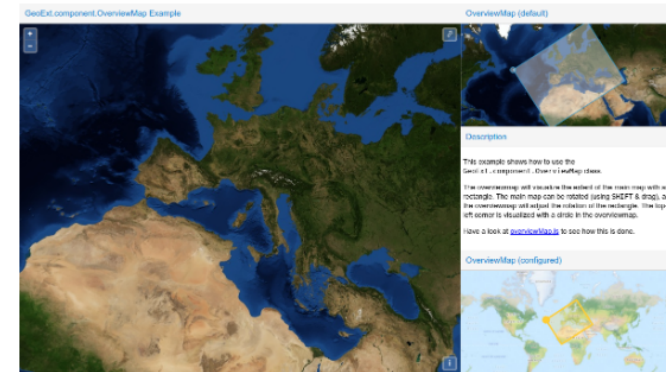 GeoExt.component.OverviewMap Example
OverviewMap (default)
+
−
Description
This example shows how to use the
GeoExt.component.OverviewMap class.
The overviewmap will visualize the extent of the main map with a
rectangle. The main map can be rotated (using SHIFT & drag), a
the overviewmap will adjust the rotation of the rectangle. The top-
left corner is visualized with a circle in the overviewmap.
Have a look at overviewMap.js to see how this is done.
OverviewMap (configured)
i